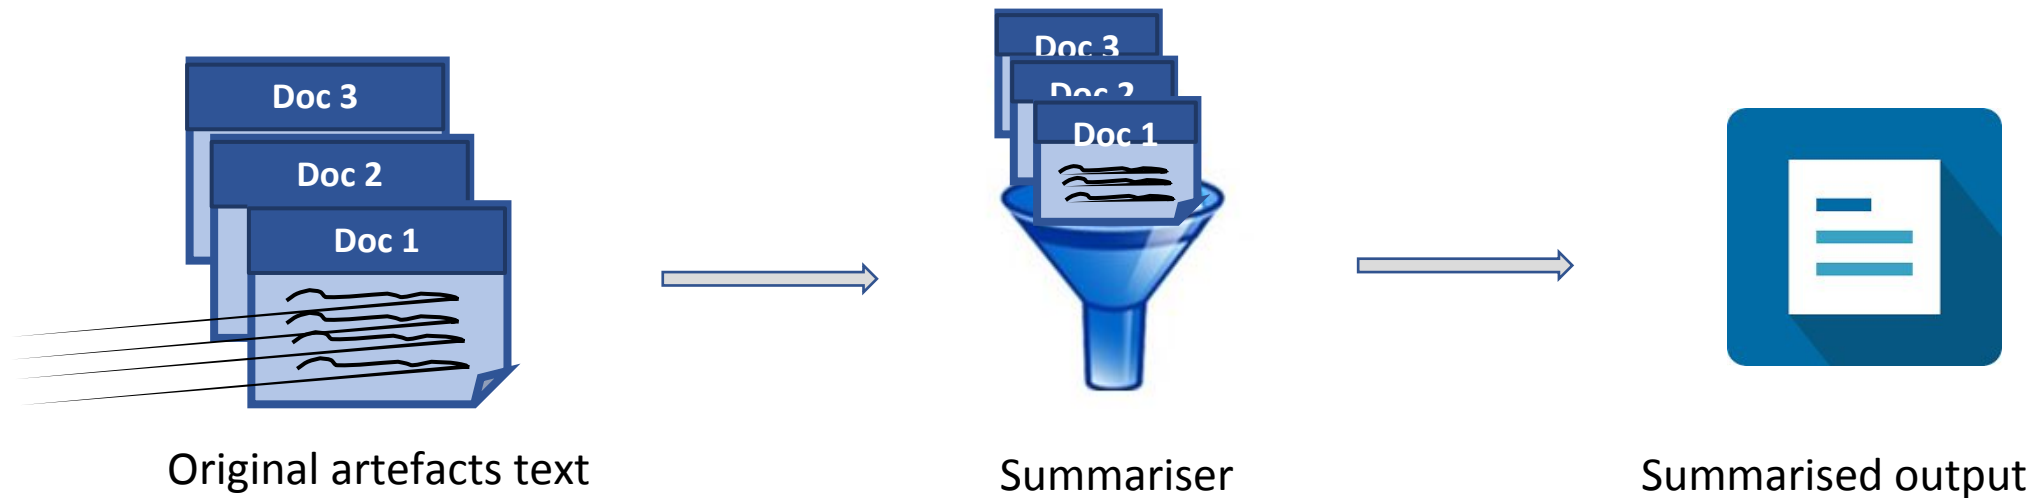 Doc 3
Doc 2
Doc 1
Original artefacts text
Doc 3
Doc 2
Doc 1
Summariser
Summarised output